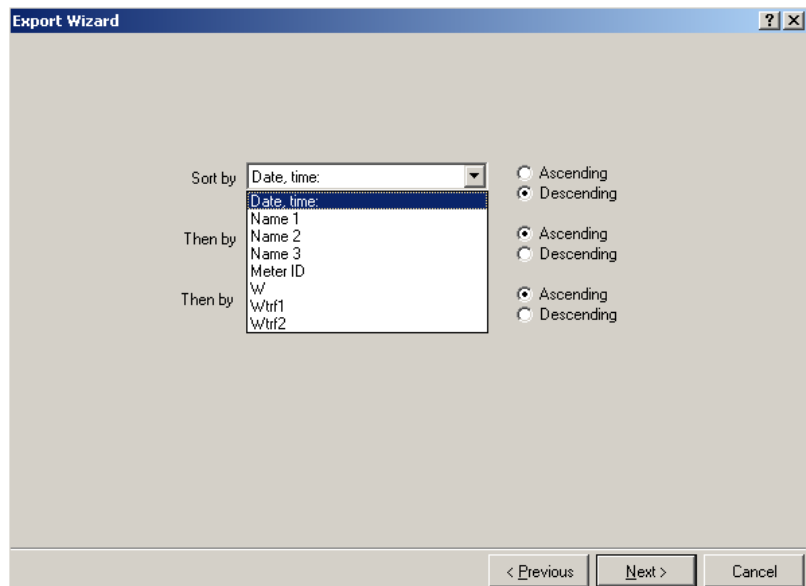 Export Wizard
Sort by Date, time: Ascending
Descending
Date, time:
Name 1
Then by Name 2 Ascending
Name 3 Descending
Meter ID
W
Then by Wtrf1 Ascending
Wtrf2 Descending
< Previous Next > Cancel